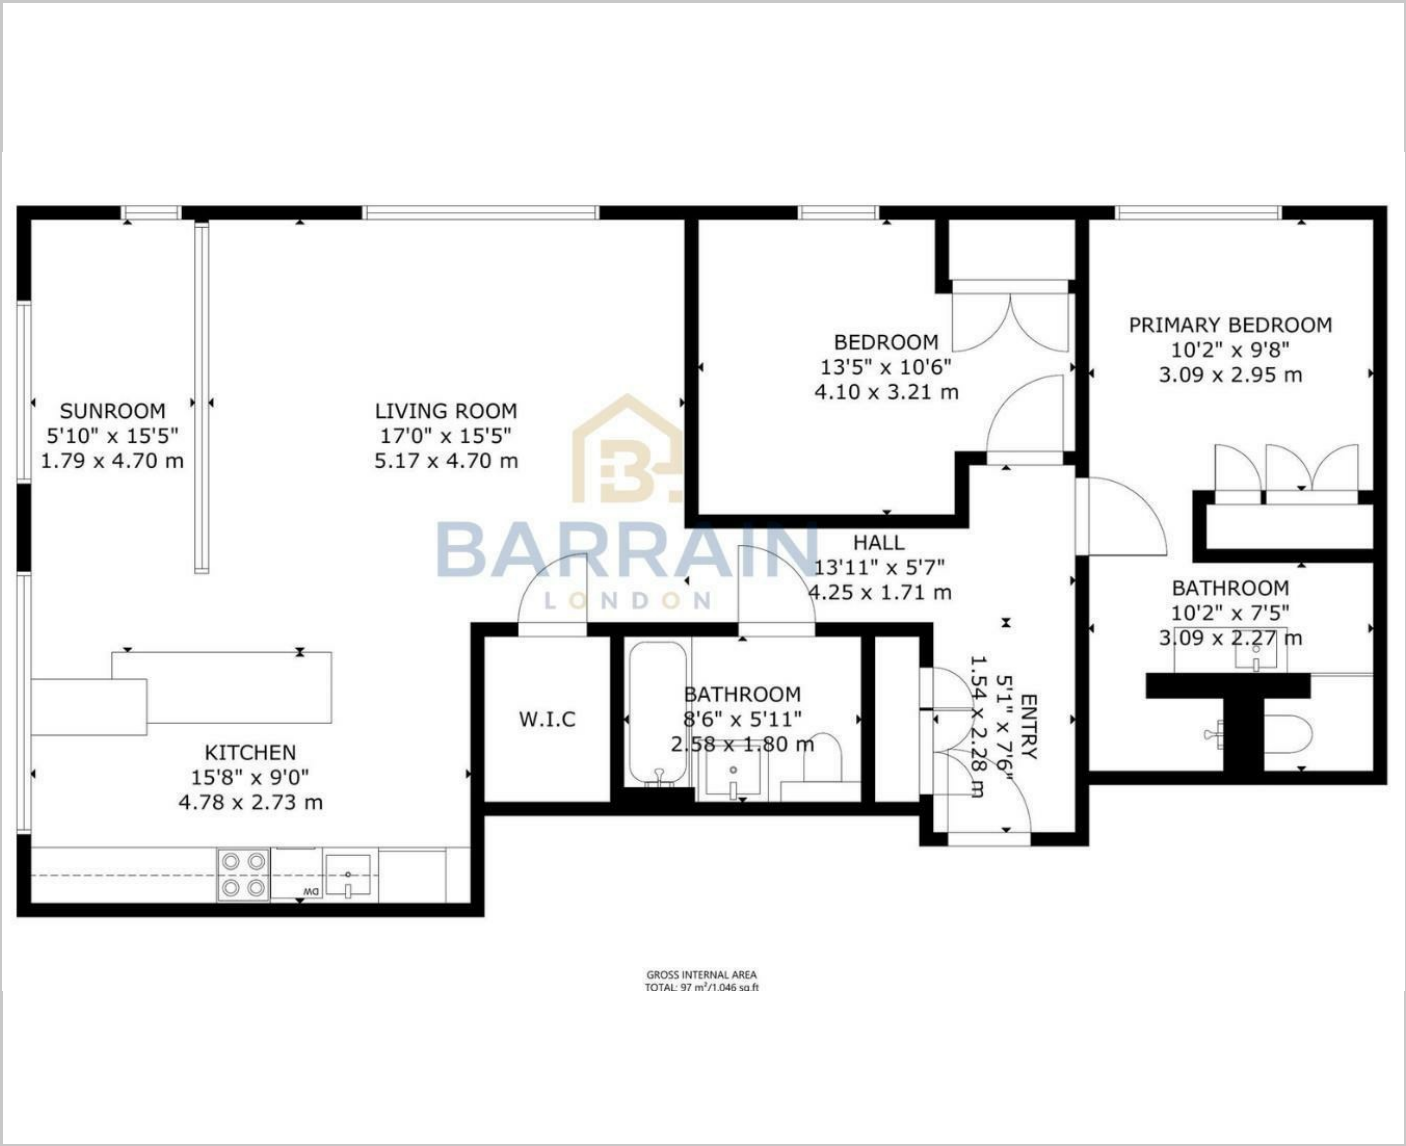 SUNROOM
5'10" x 15'5"
1.79 x 4.70 m
LIVING ROOM
17'0" x 15'5"
5.17 x 4.70 m
BEDROOM
13'5" x 10'6"
4.10 x 3.21 m
PRIMARY BEDROOM
10'2" x 9'8"
3.09 x 2.95 m
B.
BARRAIN
LONDON
HALL
13'11" x 5'7"
4.25 x 1.71 m
BATHROOM
10'2" x 7'5"
3.09 x 2.27 m
W.I.C
BATHROOM
8'6" x 5'11"
2.58 x 1.80 m
ENTRY
5'1" x 7'6"
1.54 x 2.28 m
KITCHEN
15'8" x 9'0"
4.78 x 2.73 m
DW
GROSS INTERNAL AREA
TOTAL: 97 m²/1,046 sq.ft